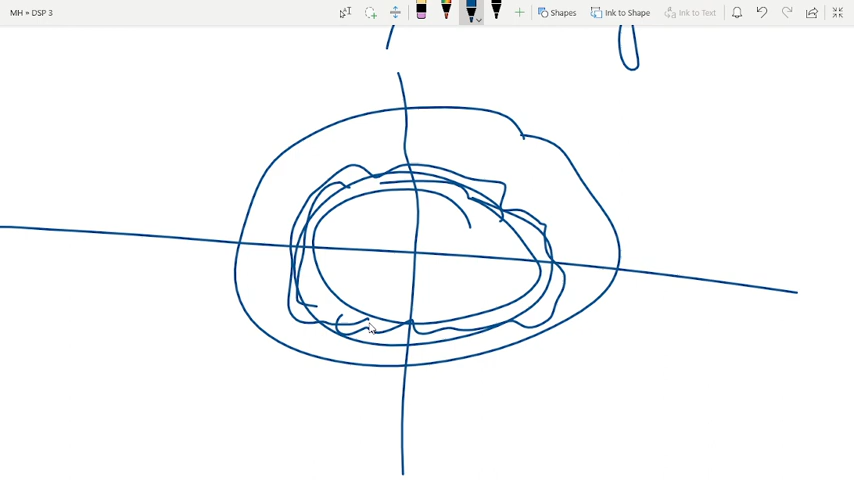 MH » DSP 3
Shapes
Ink to Shape
Ink to Text